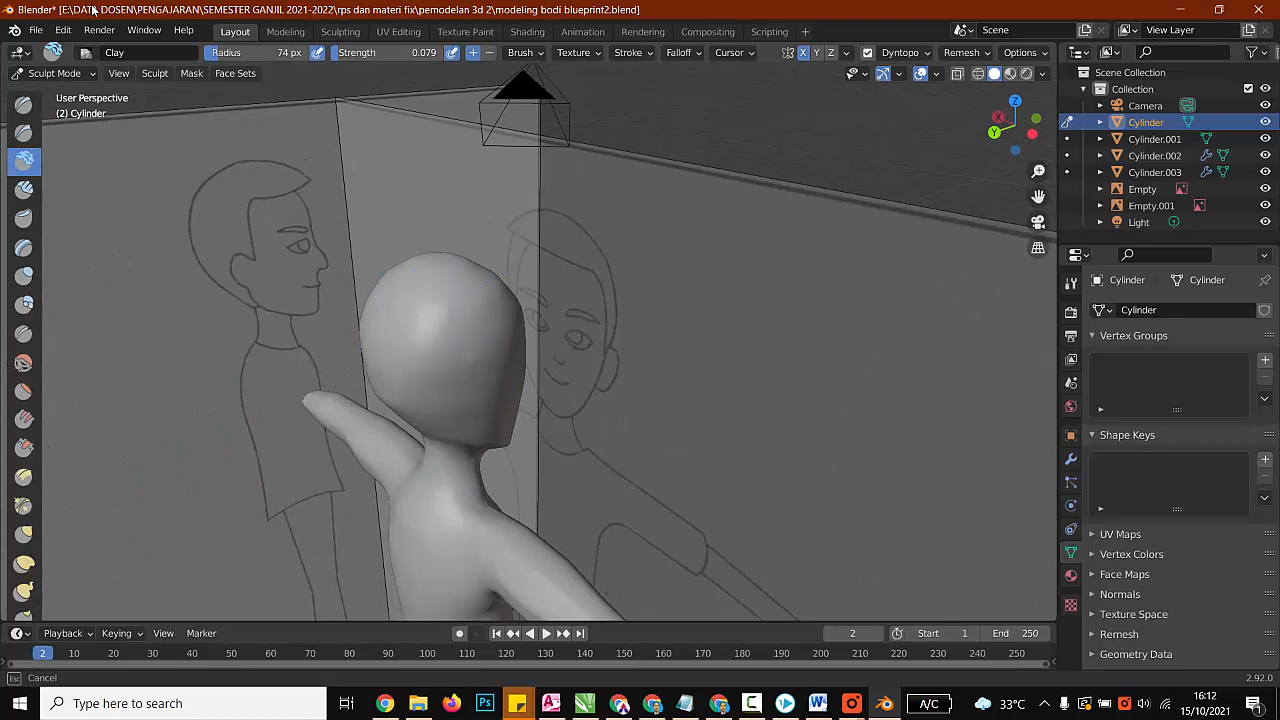 Blender* [E:\DATA DOSEN\PENGAJARAN\SEMESTER GANJIL 2021-2022\rps dan materi fix\pemodelan 3d 2\modeling bodi blueprint2.blend]
File Edit Render Window Help Layout Modeling Sculpting UV Editing Texture Paint Shading Animation Rendering Compositing Scripting + Scene View Layer
Clay Radius 74 px Strength 0.079 Brush Texture Stroke Falloff Cursor X Y Z Dyntopo Remesh Options
Sculpt Mode View Sculpt Mask Face Sets
User Perspective
(2) Cylinder
X Y Z
Scene Collection
Collection
Camera
Cylinder
Cylinder.001
Cylinder.002
Cylinder.003
Empty
Empty.001
Light
Cylinder Cylinder
Cylinder
Vertex Groups
Shape Keys
UV Maps
Vertex Colors
Face Maps
Normals
Texture Space
Remesh
Geometry Data
Playback Keying View Marker 2 Start 1 End 250
2 10 20 30 40 50 60 70 80 90 100 110 120 130 140 150 160 170 180 190 200 210 220 230 240 250
Esc Cancel 2.92.0
Type here to search A/C 33°C 16:12
15/10/2021